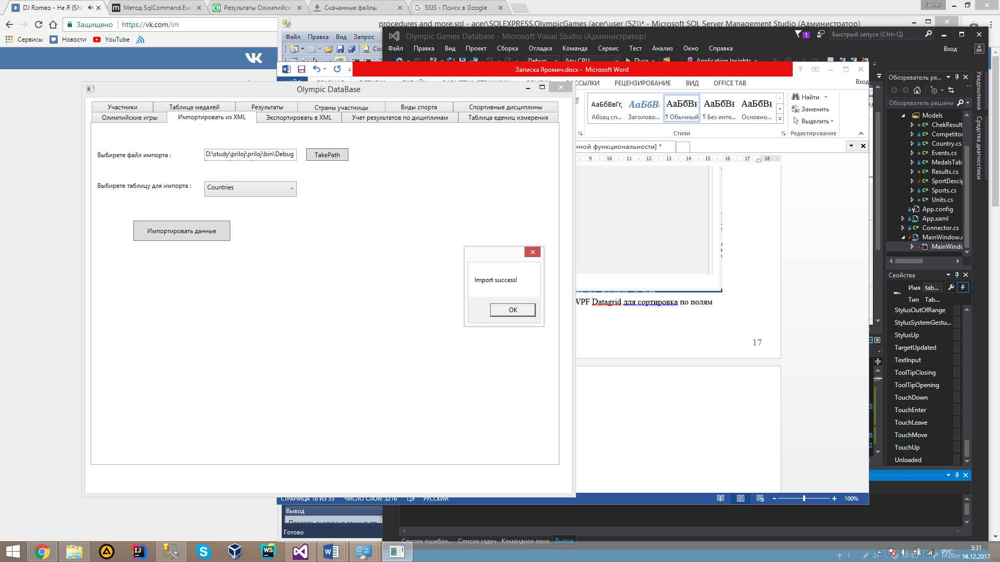 DJ Romeo - Не Я (SN
Метод SqlCommand.Exe
Результаты Олимпийск
Скачанные файлы
SSIS - Поиск в Google
James
Защищено
https://vk.com/im
Сервисы
Новости
YouTube
procedures and more.sql - acer\SQLEXPRESS.OlympicGames (acer\user (52))* - Microsoft SQL Server Management Studio (Администратор)
Файл Правка Вид Запрос
Olympic Games Database - Microsoft Visual Studio (Администратор)
1
Быстрый запуск (Ctrl+Q)
Файл Правка Вид Проект Сборка Отладка Команда Сервис Тест Анализ Окно Справка
Вход
Debug
Any CPU
Пуск
Application Insights
Записка Яромич.docx - Microsoft Word
РЕЦЕНЗИРОВАНИЕ ВИД OFFICE TAB
Вход
АаБбВвГг,
Абзац сп...
АаБбВ
Заголово...
АаБбВı
¶ Обычный
АаБбВı
¶ Без инте...
АаБбВı
Основно...
Стили
Найти
Заменить
Выделить
Редактирование
нной функциональности] *
9 10 11 12 13 14 15 16 17 18
Olympic DataBase
Участники
Таблица медалей
Результаты
Страны участницы
Виды спорта
Спортивные дисциплины
Олимпийские игры
Импортировать из XML
Экспортировать в XML
Учет результатов по дициплинам
Таблица едениц измерения
Выбирете файл импорта :
D:\study\priloj\priloj\bin\Debug
TakePath
Выбирете таблицу для импорта :
Countries
Импортировать данные
Import success!
OK
WPF Datagrid для сортировка по полям
17
СТРАНИЦА 18 ИЗ 35
ЧИСЛО СЛОВ: 3216
РУССКИЙ
100%
Обозреватель ре...
Обозреватель решени
Models
ChekResult
Competitor
Country.cs
Events.cs
MedalsTab
Results.cs
SportDescip
Sports.cs
Units.cs
App.config
App.xaml
Connector.cs
MainWindow.x
MainWindo
Уведомления
Средства диагностики
Свойства
Имя
tab...
Тип
Tab...
StylusOutOfRange
StylusSystemGestu...
StylusUp
TargetUpdated
TextInput
ToolTipClosing
ToolTipOpening
TouchDown
TouchEnter
TouchLeave
TouchMove
TouchUp
Unloaded
Вывод
Готово
Список ошибок...
Список задач
Командное окно
Вывод
РУС
3:31
14.12.2017
master